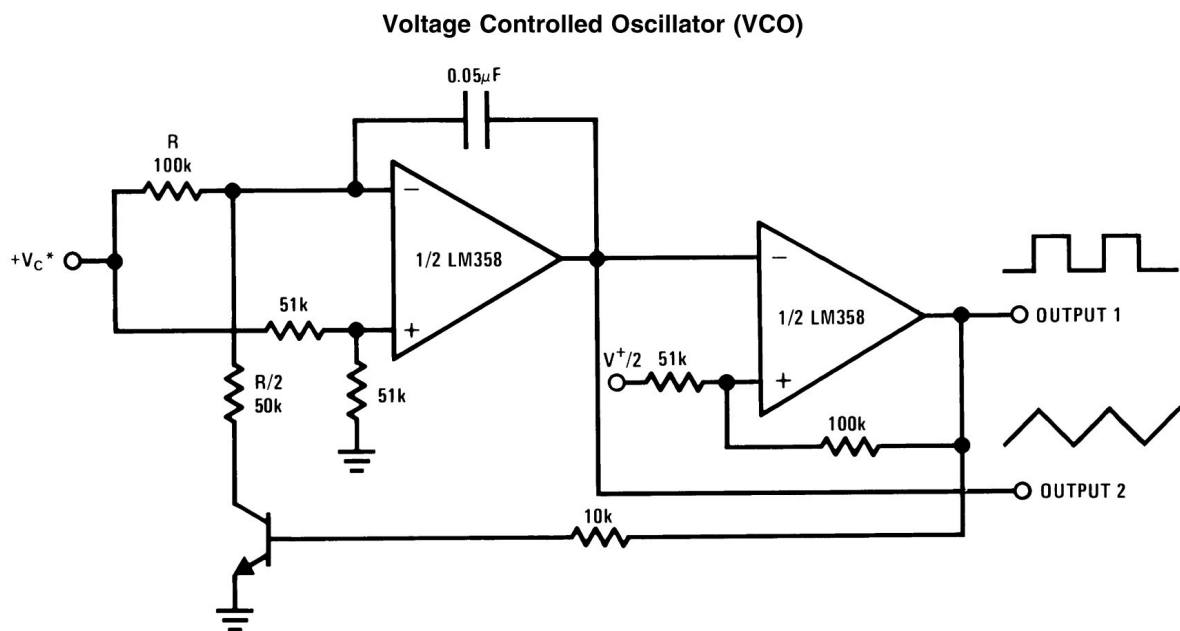 Voltage Controlled Oscillator (VCO)
0.05μF
R
100k
+VC*
1/2 LM358
51k
51k
R/2
50k
V+/2
51k
1/2 LM358
OUTPUT 1
100k
OUTPUT 2
10k
−
+
−
+